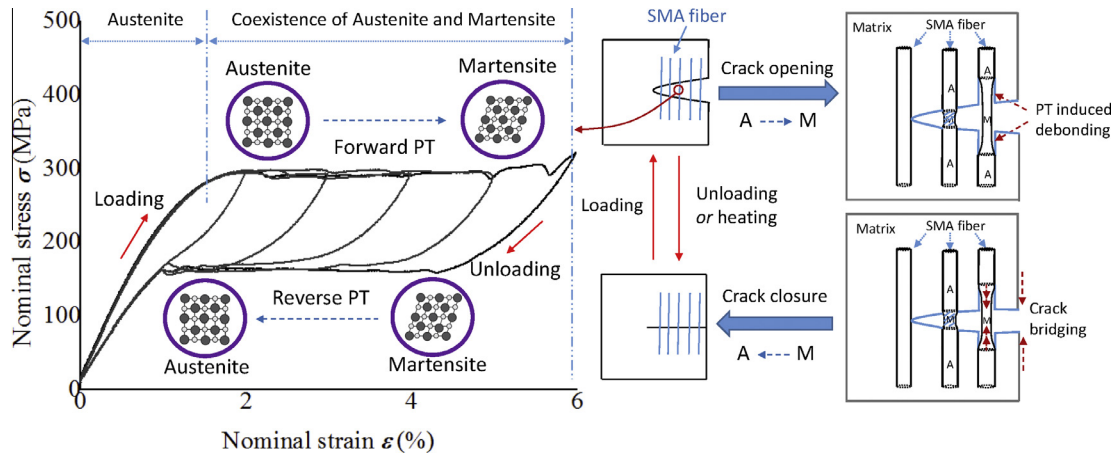 Nominal stress σ (MPa)
500
400
300
200
100
0
0
2
4
6
Nominal strain ε (%)
Austenite
Coexistence of Austenite and Martensite
Austenite
Martensite
Forward PT
Loading
Unloading
Reverse PT
Austenite
Martensite
SMA fiber
Crack opening
A M
Loading
Unloading
or heating
Crack closure
A M
Matrix
SMA fiber
A
A
M
M
A
A
PT induced
debonding
Matrix
SMA fiber
A
M
M
A
Crack
bridging